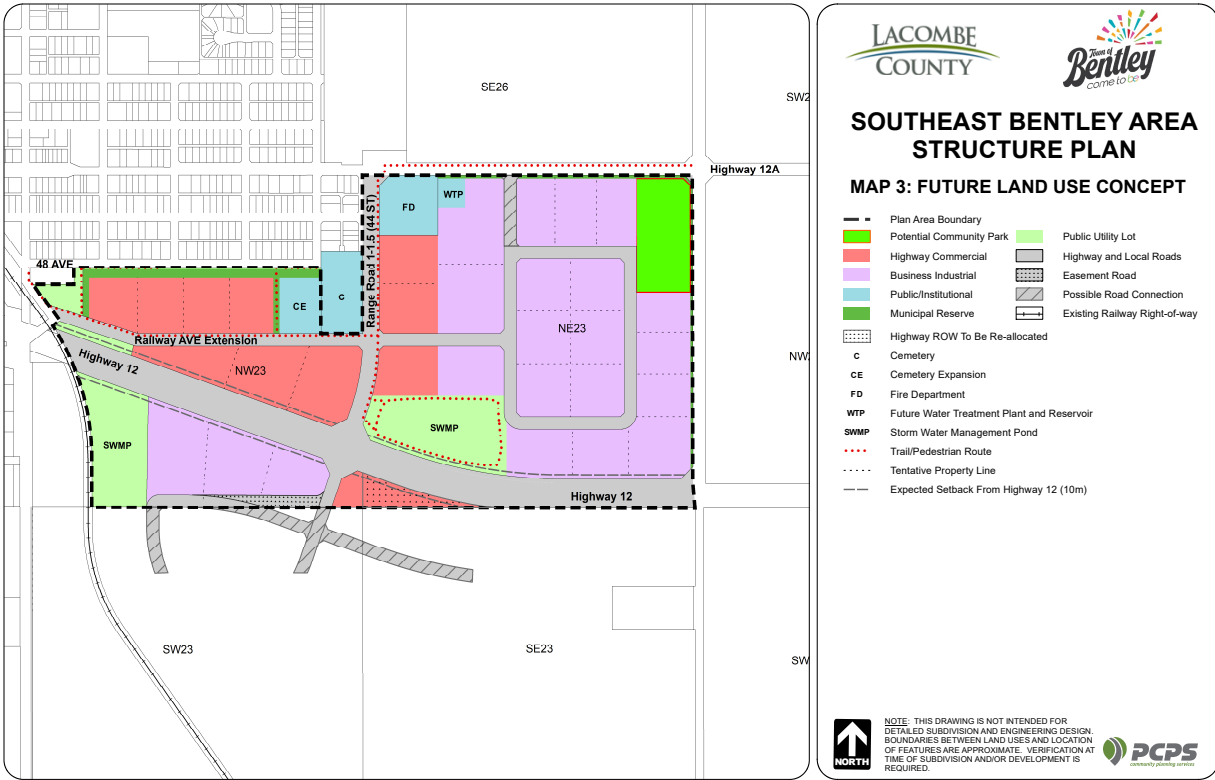 SE26
SW2
Highway 12A
FD
WTP
Range Road 1-1.5 (44 ST)
48 AVE
CE
C
NE23
Railway AVE Extension
Highway 12
NW23
NW2
SWMP
SWMP
Highway 12
SW23
SE23
SW
LACOMBE
COUNTY
Town of
Bentley
come to be
SOUTHEAST BENTLEY AREA
STRUCTURE PLAN
MAP 3: FUTURE LAND USE CONCEPT
Plan Area Boundary
Potential Community Park
Public Utility Lot
Highway Commercial
Highway and Local Roads
Business Industrial
Easement Road
Public/Institutional
Possible Road Connection
Municipal Reserve
Existing Railway Right-of-way
Highway ROW To Be Re-allocated
C Cemetery
CE Cemetery Expansion
FD Fire Department
WTP Future Water Treatment Plant and Reservoir
SWMP Storm Water Management Pond
Trail/Pedestrian Route
Tentative Property Line
Expected Setback From Highway 12 (10m)
NORTH
NOTE: THIS DRAWING IS NOT INTENDED FOR
DETAILED SUBDIVISION AND ENGINEERING DESIGN.
BOUNDARIES BETWEEN LAND USES AND LOCATION
OF FEATURES ARE APPROXIMATE. VERIFICATION AT
TIME OF SUBDIVISION AND/OR DEVELOPMENT IS
REQUIRED.
PCPS
community planning services